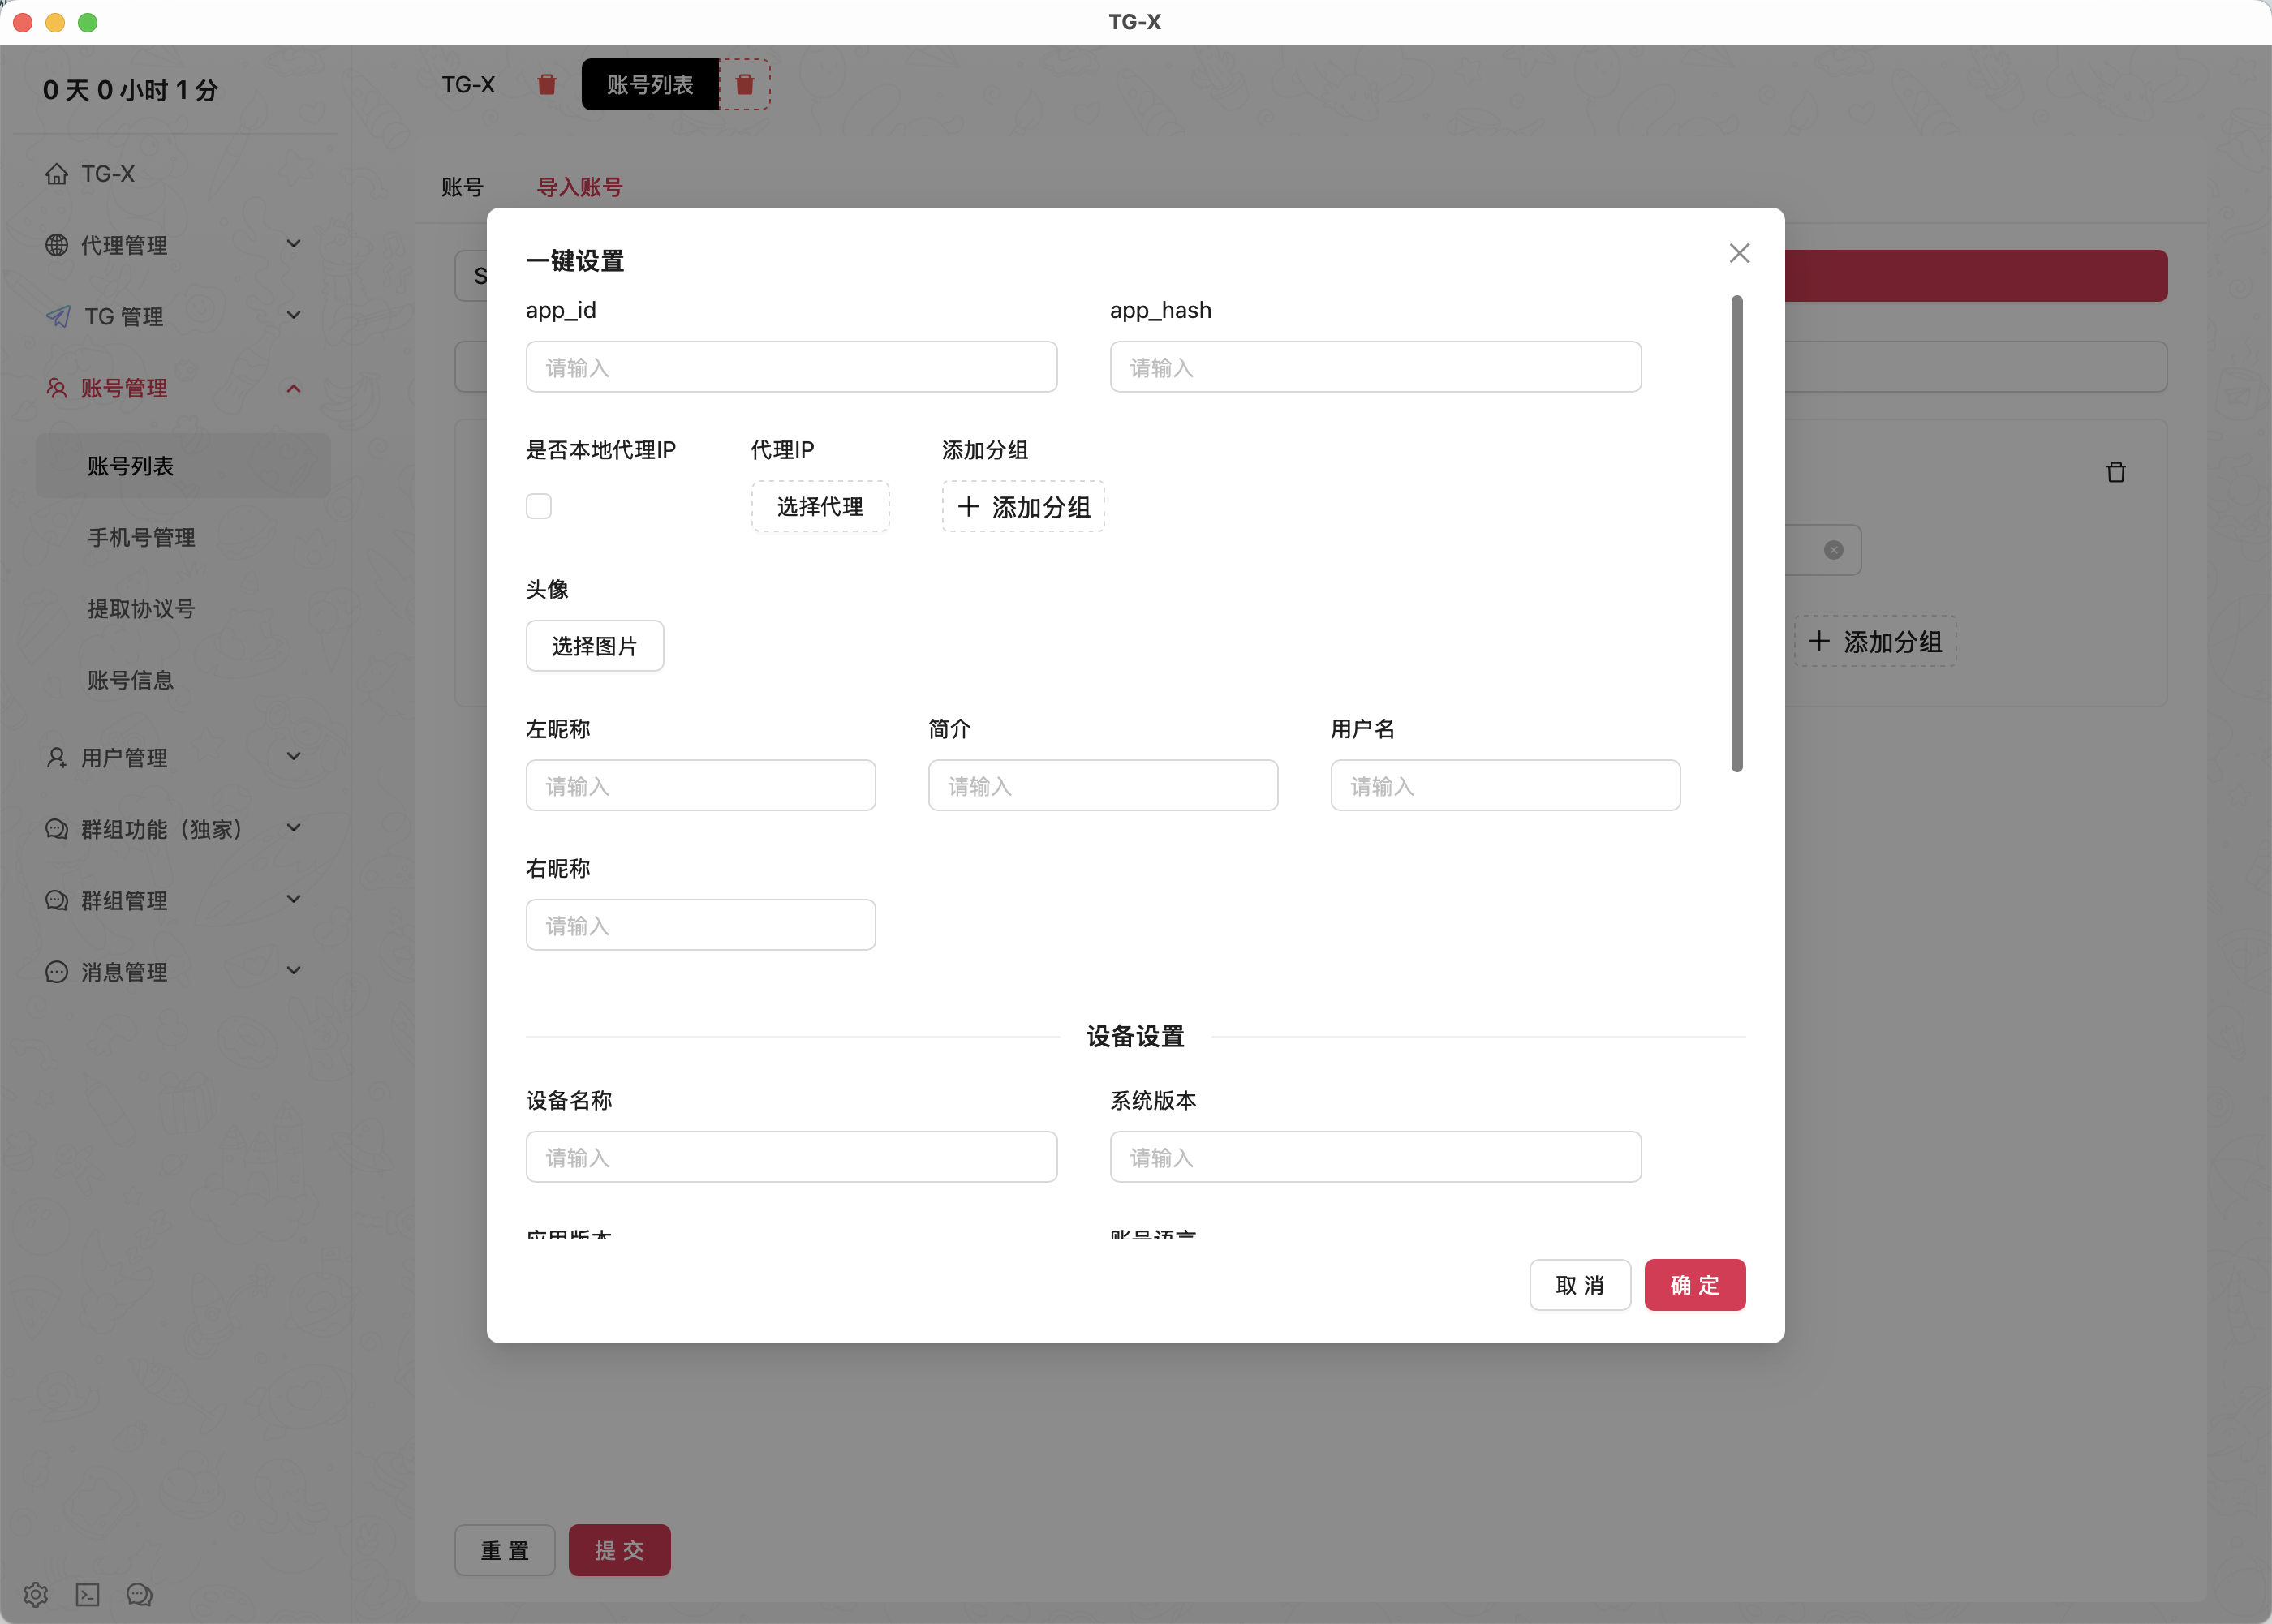 TG-X
0 天 0 小时 1 分
TG-X
代理管理
TG 管理
账号管理
账号列表
手机号管理
提取协议号
账号信息
用户管理
群组功能（独家）
群组管理
消息管理
TG-X 账号列表
账号 导入账号
S
添加分组
重 置 提 交
一键设置
app_id app_hash
请输入 请输入
是否本地代理IP 代理IP 添加分组
选择代理 添加分组
头像
选择图片
左昵称 简介 用户名
请输入 请输入 请输入
右昵称
请输入
设备设置
设备名称 系统版本
请输入 请输入
应用版本 账号语言
取 消 确 定